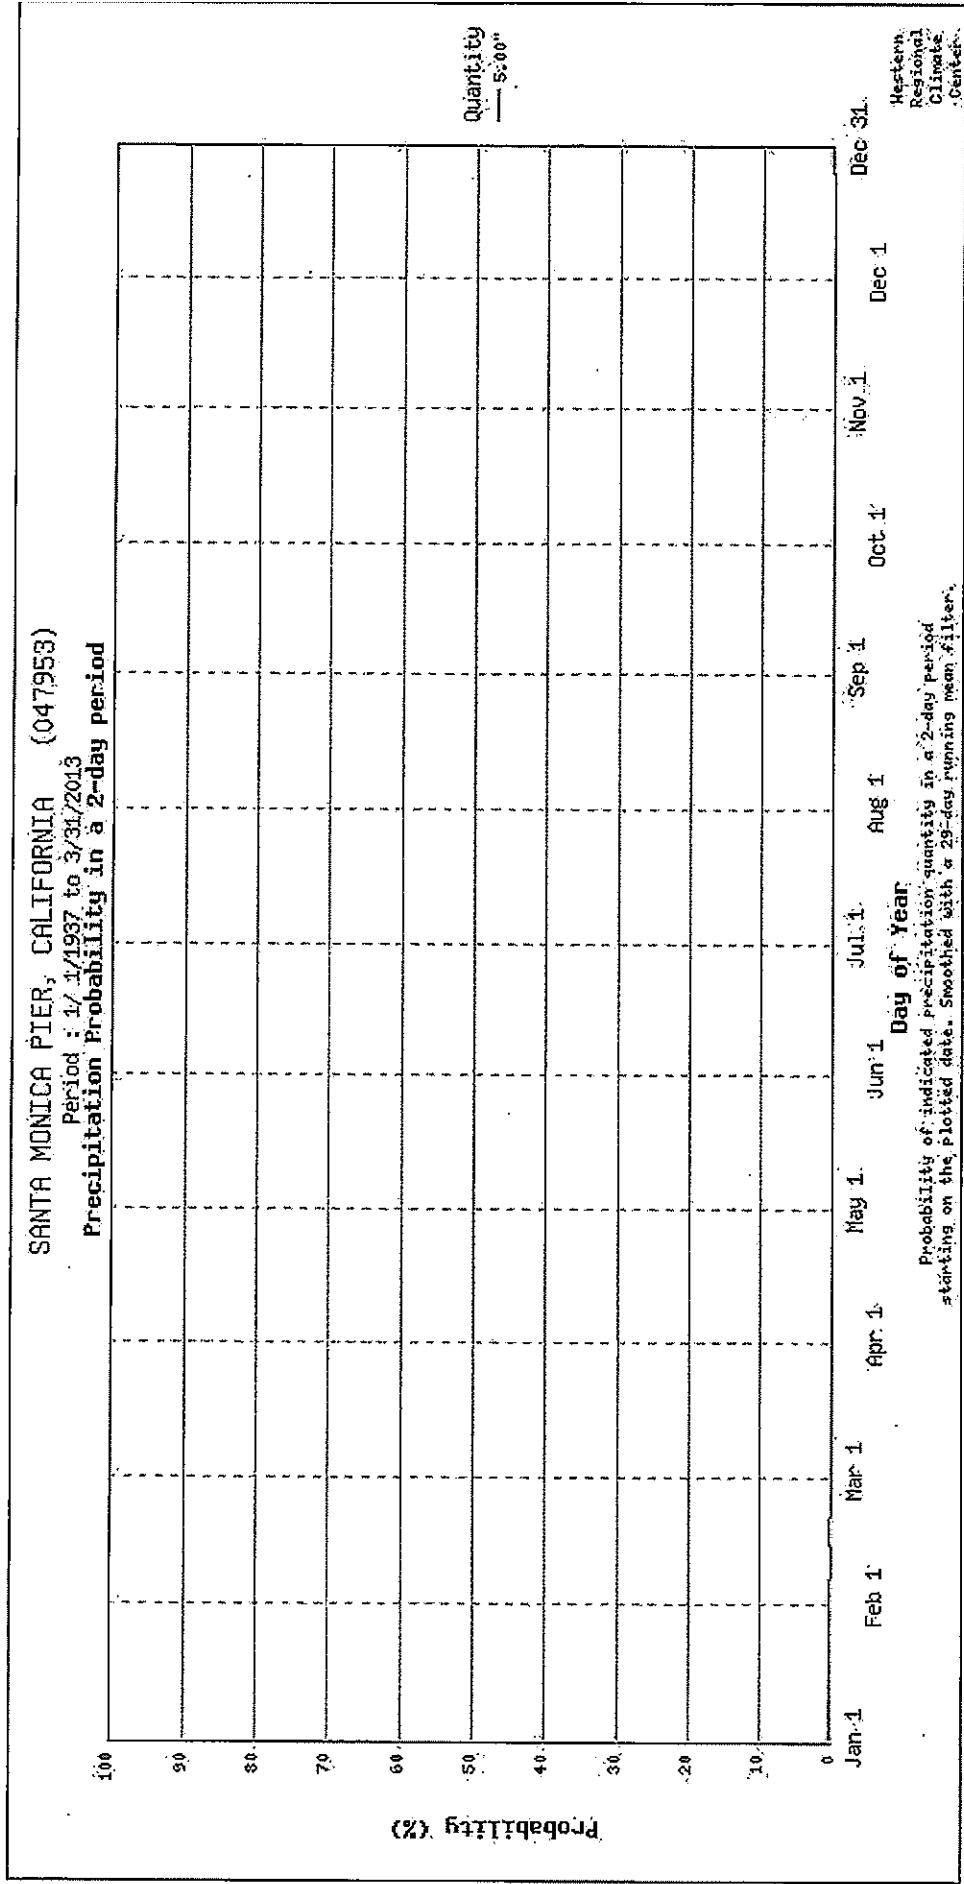 SANTA MONICA PIER, CALIFORNIA (047953)
Period : 1/ 1/1937 to 3/31/2013
Precipitation Probability in a 2-day period
Probability (%)
100
90
80
70
60
50
40
30
20
10
0
Jan 1
Feb 1
Mar 1
Apr 1
May 1
Jun 1
Jul 1
Aug 1
Sep 1
Oct 1
Nov 1
Dec 1
Dec 31
Day of Year
Quantity
5.00"
Probability of indicated precipitation quantity in a 2-day period
starting on the plotted date. Smoothed with a 29-day running mean filter.
Western
Regional
Climate
Center